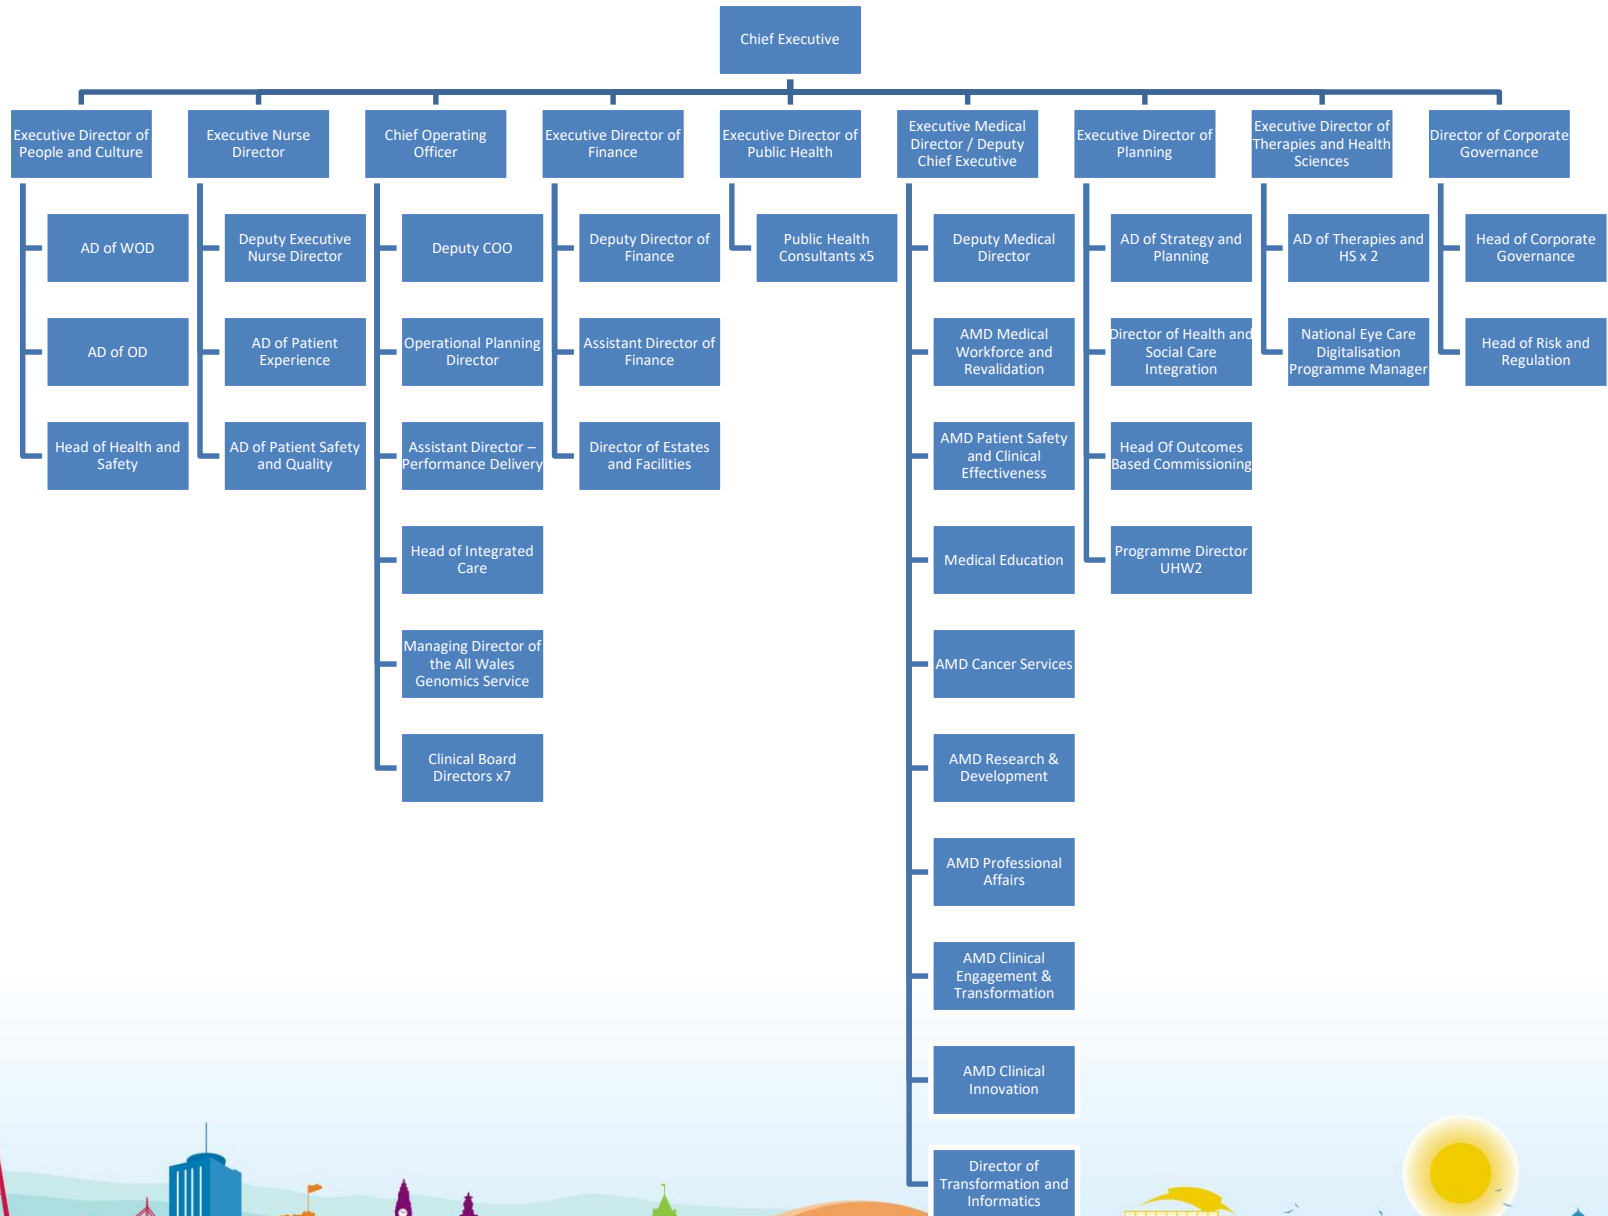 Chief Executive
Executive Director of
People and Culture
Executive Nurse
Director
Chief Operating
Officer
Executive Director of
Finance
Executive Director of
Public Health
Executive Medical
Director / Deputy
Chief Executive
Executive Director of
Planning
Executive Director of
Therapies and Health
Sciences
Director of Corporate
Governance
AD of WOD
AD of OD
Head of Health and
Safety
Deputy Executive
Nurse Director
AD of Patient
Experience
AD of Patient Safety
and Quality
Deputy COO
Operational Planning
Director
Assistant Director –
Performance Delivery
Head of Integrated
Care
Managing Director of
the All Wales
Genomics Service
Clinical Board
Directors x7
Deputy Director of
Finance
Assistant Director of
Finance
Director of Estates
and Facilities
Public Health
Consultants x5
Deputy Medical
Director
AMD Medical
Workforce and
Revalidation
AMD Patient Safety
and Clinical
Effectiveness
Medical Education
AMD Cancer Services
AMD Research &
Development
AMD Professional
Affairs
AMD Clinical
Engagement &
Transformation
AMD Clinical
Innovation
Director of
Transformation and
Informatics
AD of Strategy and
Planning
Director of Health and
Social Care
Integration
Head Of Outcomes
Based Commissioning
Programme Director
UHW2
AD of Therapies and
HS x 2
National Eye Care
Digitalisation
Programme Manager
Head of Corporate
Governance
Head of Risk and
Regulation